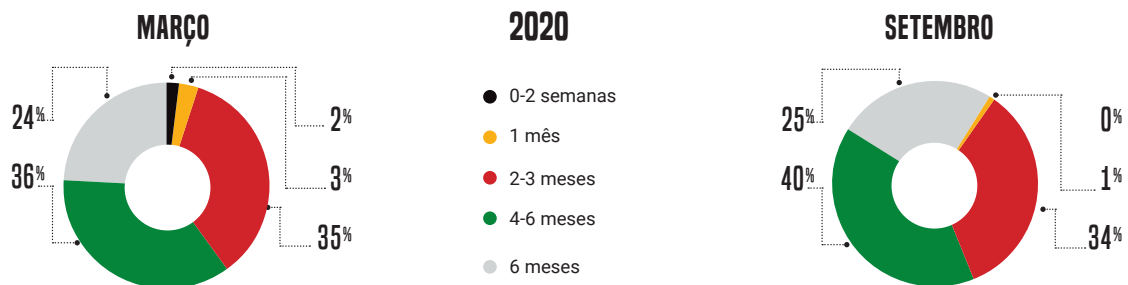 MARÇO
24%
36%
2%
3%
35%
2020
0-2 semanas
1 mês
2-3 meses
4-6 meses
6 meses
SETEMBRO
25%
40%
0%
1%
34%